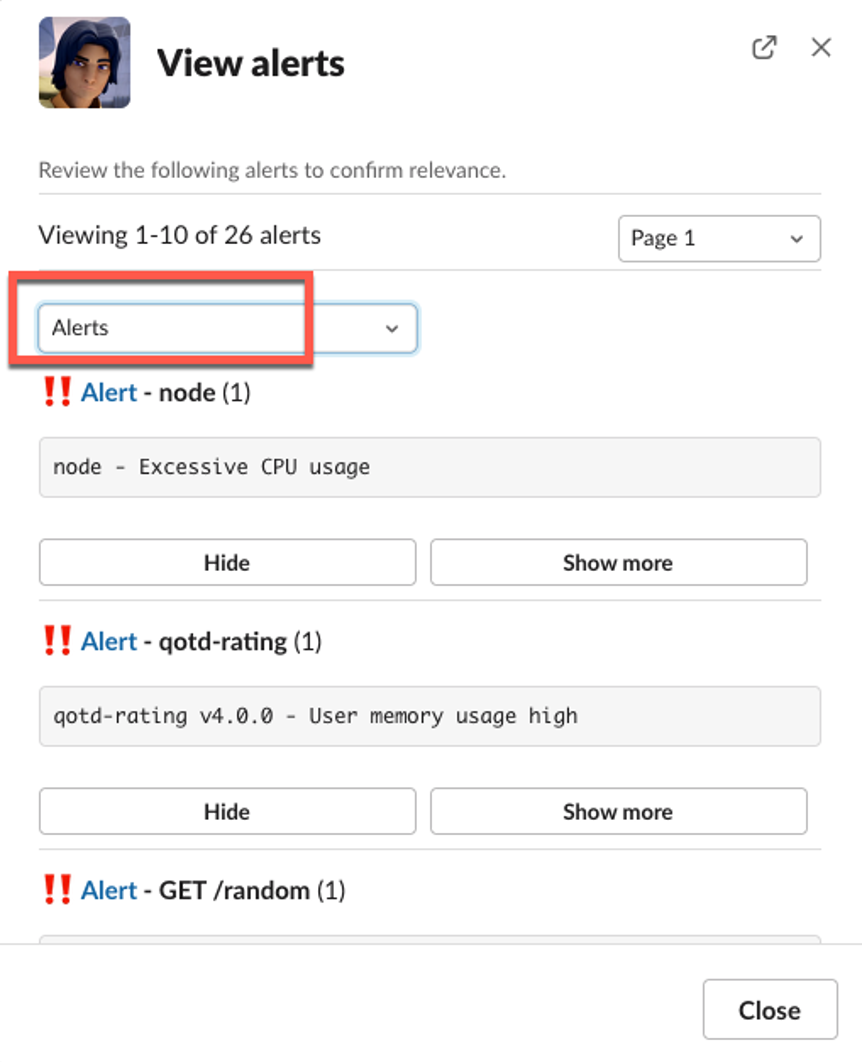 View alerts
Review the following alerts to confirm relevance.
Viewing 1-10 of 26 alerts
Page 1
Alerts
!! Alert - node (1)
node - Excessive CPU usage
Hide
Show more
!! Alert - qotd-rating (1)
qotd-rating v4.0.0 - User memory usage high
Hide
Show more
!! Alert - GET /random (1)
Close